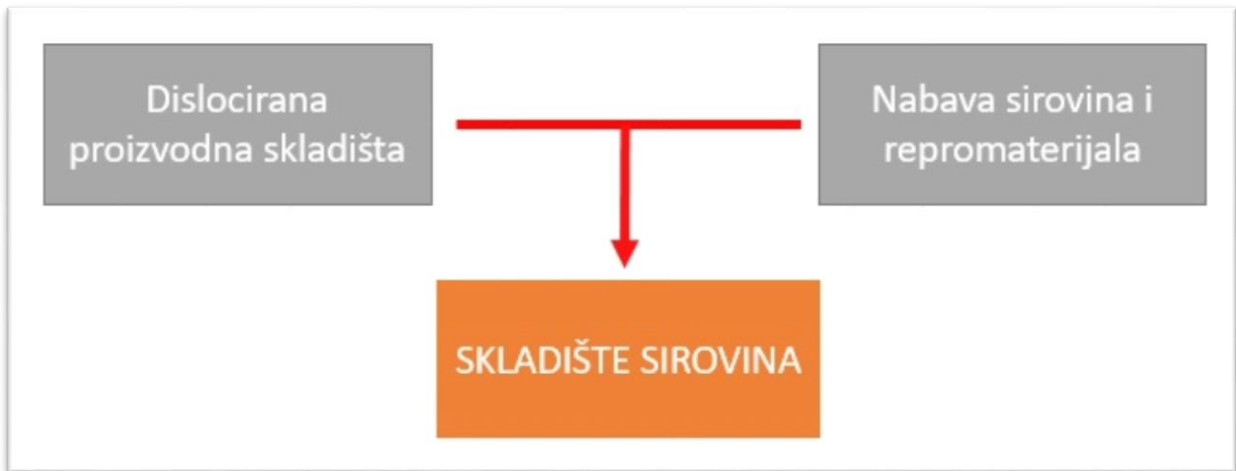 Dislocirana
proizvodna skladišta
Nabava sirovina i
repromaterijala
SKLADIŠTE SIROVINA